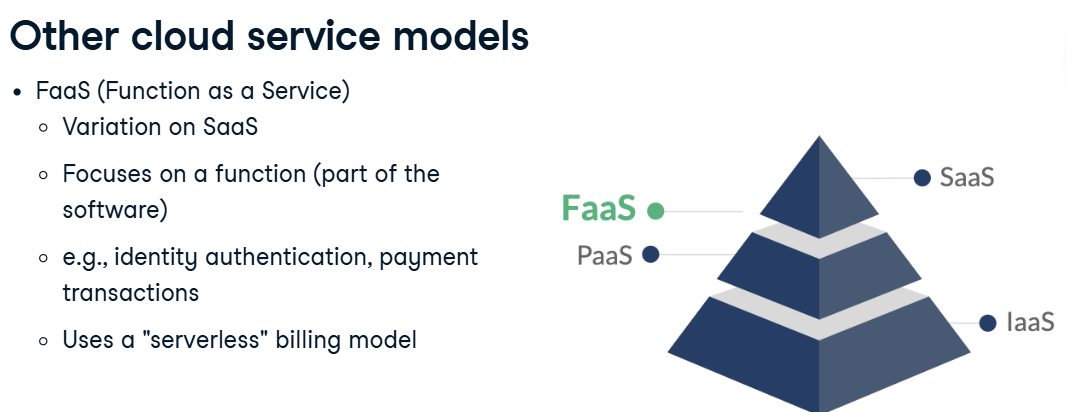 Other cloud service models
• FaaS (Function as a Service)
◦ Variation on SaaS
◦ Focuses on a function (part of the
software)
◦ e.g., identity authentication, payment
transactions
◦ Uses a "serverless" billing model
SaaS
FaaS
PaaS
IaaS